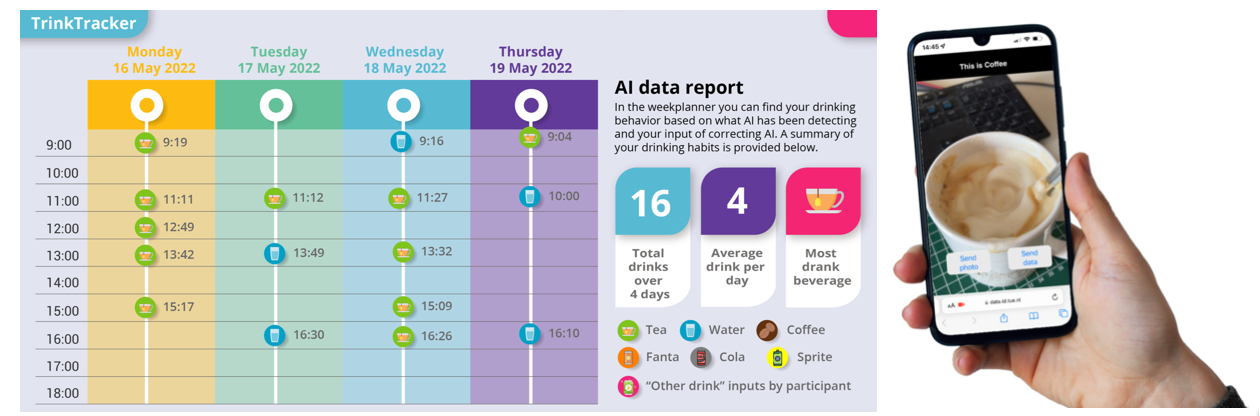 TrinkTracker
Monday
16 May 2022
Tuesday
17 May 2022
Wednesday
18 May 2022
Thursday
19 May 2022
9:00
9:19
9:16
9:04
10:00
11:00
11:11
11:12
11:27
10:00
12:00
12:49
13:00
13:42
13:49
13:32
14:00
15:00
15:17
15:09
16:00
16:30
16:26
16:10
17:00
18:00
AI data report
In the weekplanner you can find your drinking
behavior based on what AI has been detecting
and your input of correcting AI. A summary of
your drinking habits is provided below.
16
Total
drinks
over
4 days
4
Average
drink per
day
Most
drank
beverage
Tea
Water
Coffee
Fanta
Cola
Sprite
“Other drink” inputs by participant
14:45
This is Coffee
Send
photo
Send
data
AA
data.id.tue.nl